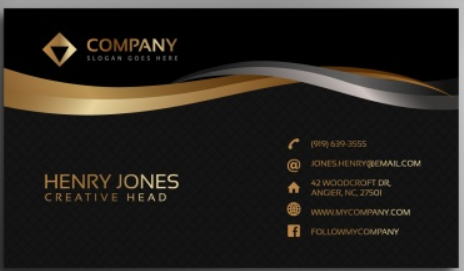 COMPANY
SLOGAN GOES HERE
HENRY JONES
CREATIVE HEAD
(919) 639-3555
JONES.HENRY@EMAIL.COM
42 WOODCROFT DR,
ANGIER, NC, 27501
WWW.MYCOMPANY.COM
FOLLOWMYCOMPANY